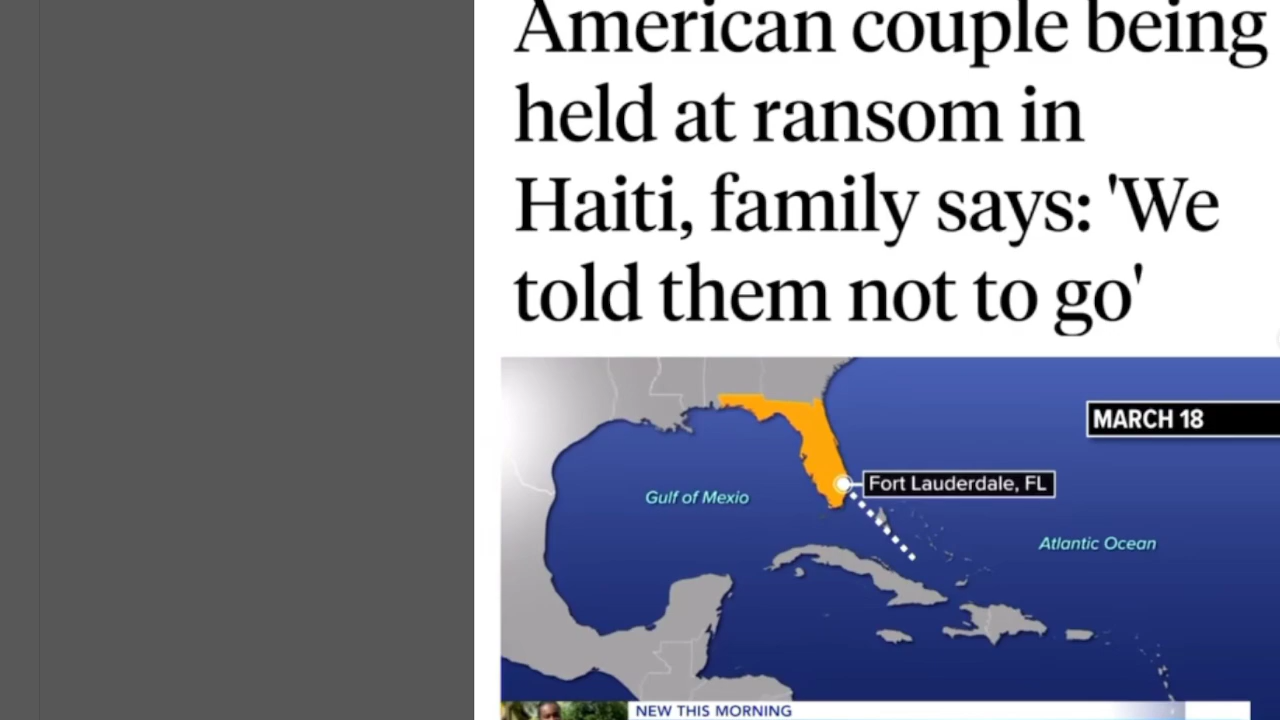 American couple being
held at ransom in
Haiti, family says: 'We
told them not to go'
MARCH 18
Fort Lauderdale, FL
Gulf of Mexio
Atlantic Ocean
NEW THIS MORNING